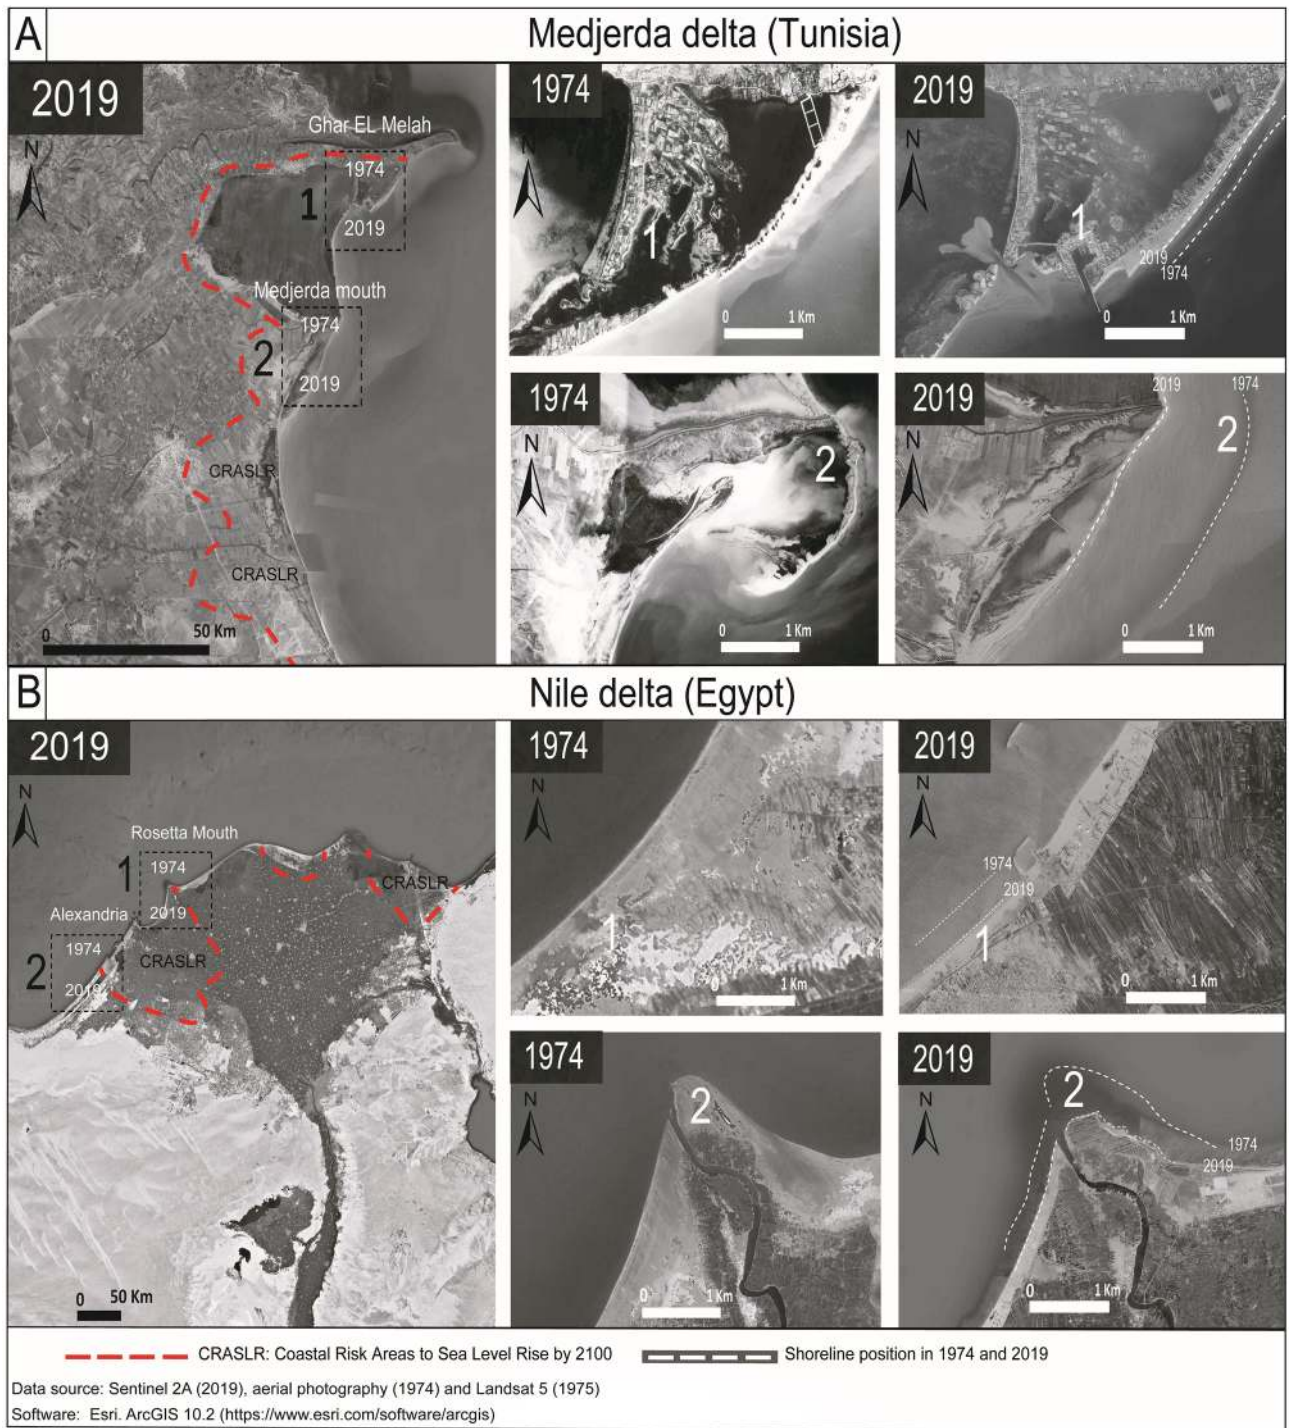 A
Medjerda delta (Tunisia)
2019
N
Ghar EL Melah
1974
1
2019
Medjerda mouth
1974
2
2019
CRASLR
CRASLR
0 50 Km
1974
N
1
0 1 Km
2019
N
1
2019
1974
0 1 Km
1974
N
2
0 1 Km
2019
N
2019
1974
2
0 1 Km
B
Nile delta (Egypt)
2019
N
Rosetta Mouth
1974
1
2019
Alexandria
1974
2
2019
CRASLR
CRASLR
0 50 Km
1974
N
1
0 1 Km
2019
N
1974
2019
1
0 1 Km
1974
N
2
0 1 Km
2019
N
2
1974
2019
0 1 Km
CRASLR: Coastal Risk Areas to Sea Level Rise by 2100
Shoreline position in 1974 and 2019
Data source: Sentinel 2A (2019), aerial photography (1974) and Landsat 5 (1975)
Software: Esri. ArcGIS 10.2 (https://www.esri.com/software/arcgis)